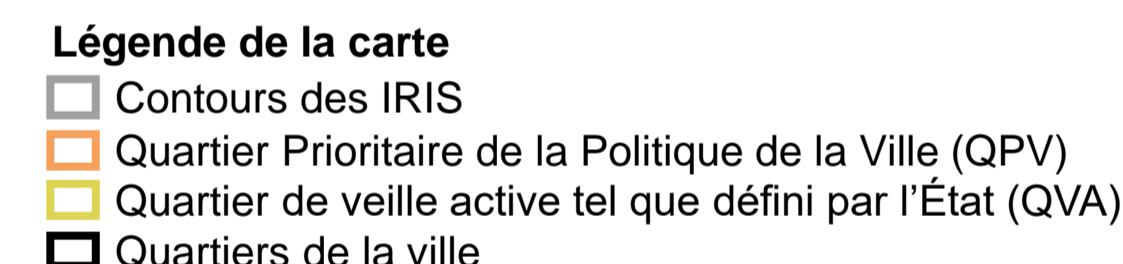 Légende de la carte
Contours des IRIS
Quartier Prioritaire de la Politique de la Ville (QPV)
Quartier de veille active tel que défini par l’État (QVA)
Quartiers de la ville